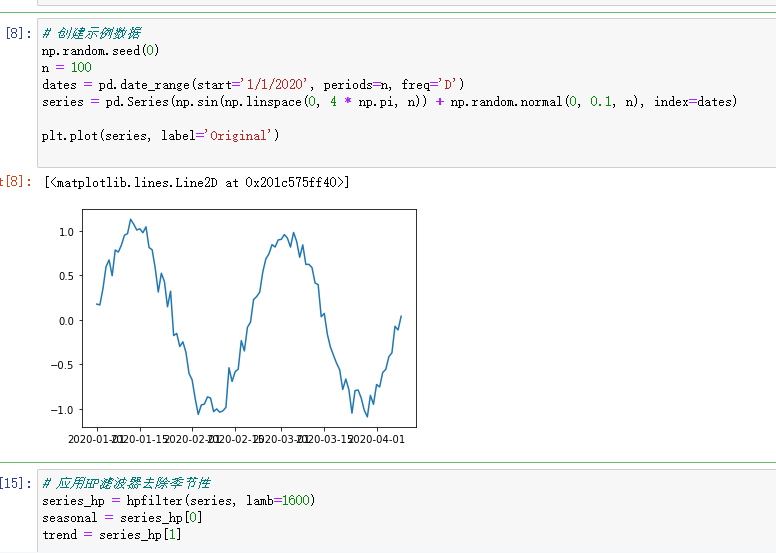 [8]:
# 创建示例数据
np.random.seed(0)
n = 100
dates = pd.date_range(start='1/1/2020', periods=n, freq='D')
series = pd.Series(np.sin(np.linspace(0, 4 * np.pi, n)) + np.random.normal(0, 0.1, n), index=dates)
plt.plot(series, label='Original')
t[8]: [<matplotlib.lines.Line2D at 0x201c575ff40>]
1.0
0.5
0.0
−0.5
−1.0
2020-01-01 2020-01-15 2020-02-01 2020-02-15 2020-03-01 2020-03-15 2020-04-01
[15]:
# 应用HP滤波器去除季节性
series_hp = hpfilter(series, lamb=1600)
seasonal = series_hp[0]
trend = series_hp[1]